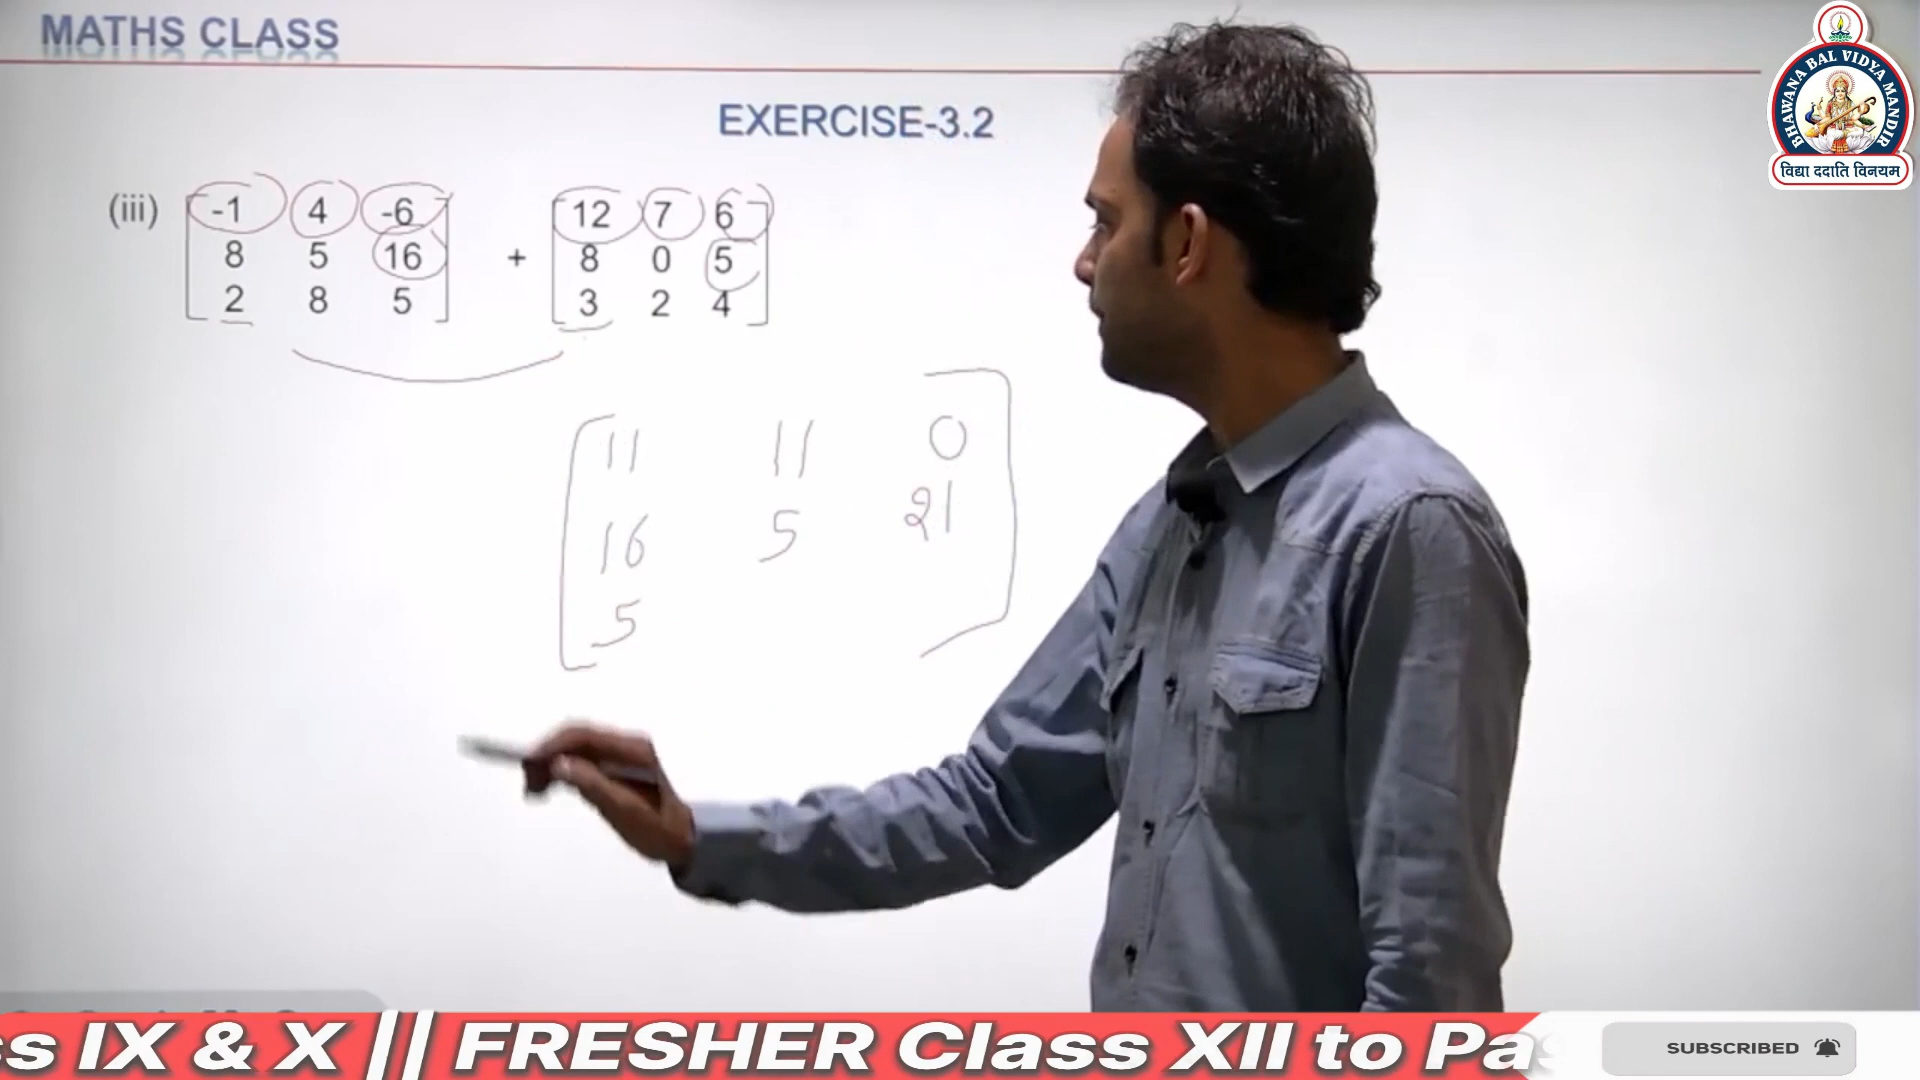 MATHS CLASS
BHAWANA BAL VIDYA MANDIR
विद्या ददाति विनयम
EXERCISE-3.2
(iii) -1 4 -6 12 7 6
8 5 16 + 8 0 5
2 8 5 3 2 4
11 11 0
16 5 21
5
ss IX & X || FRESHER Class XII to Pas
SUBSCRIBED